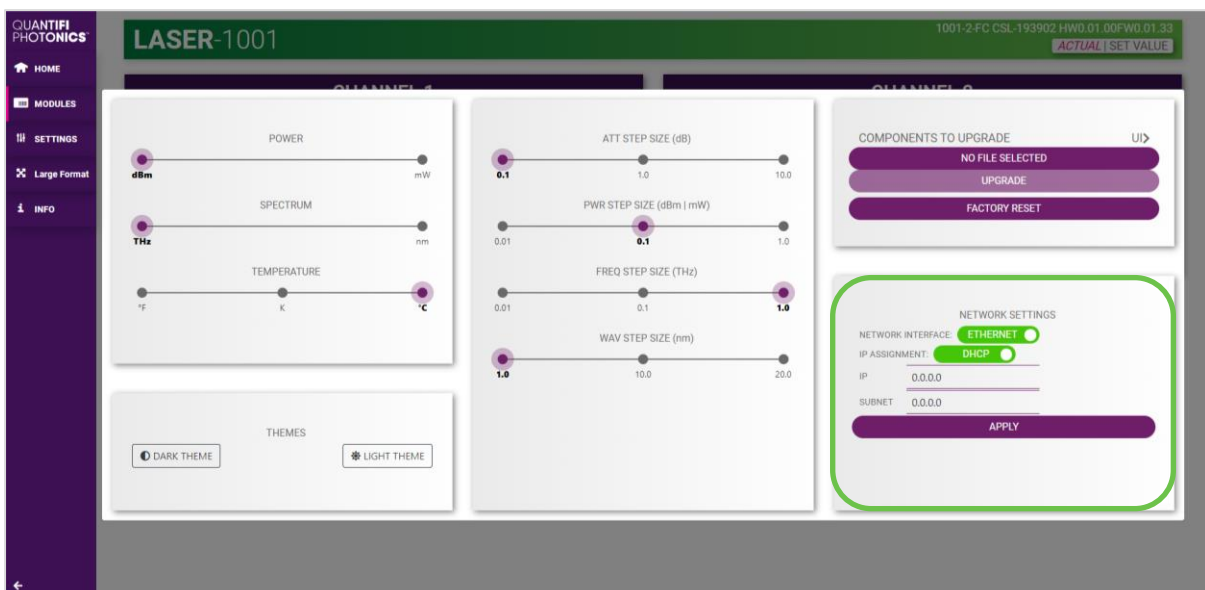 QUANTIFI
PHOTONICS
HOME
MODULES
SETTINGS
Large Format
INFO
LASER-1001
1001-2-FC CSL-193902 HW0.01.00FW0.01.33
ACTUAL | SET VALUE
POWER
dBm mW
SPECTRUM
THz nm
TEMPERATURE
°F K °C
THEMES
DARK THEME LIGHT THEME
ATT STEP SIZE (dB)
0.1 1.0 10.0
PWR STEP SIZE (dBm | mW)
0.01 0.1 1.0
FREQ STEP SIZE (THz)
0.01 0.1 1.0
WAV STEP SIZE (nm)
1.0 10.0 20.0
COMPONENTS TO UPGRADE UI>
NO FILE SELECTED
UPGRADE
FACTORY RESET
NETWORK SETTINGS
NETWORK INTERFACE: ETHERNET
IP ASSIGNMENT: DHCP
IP 0.0.0.0
SUBNET 0.0.0.0
APPLY